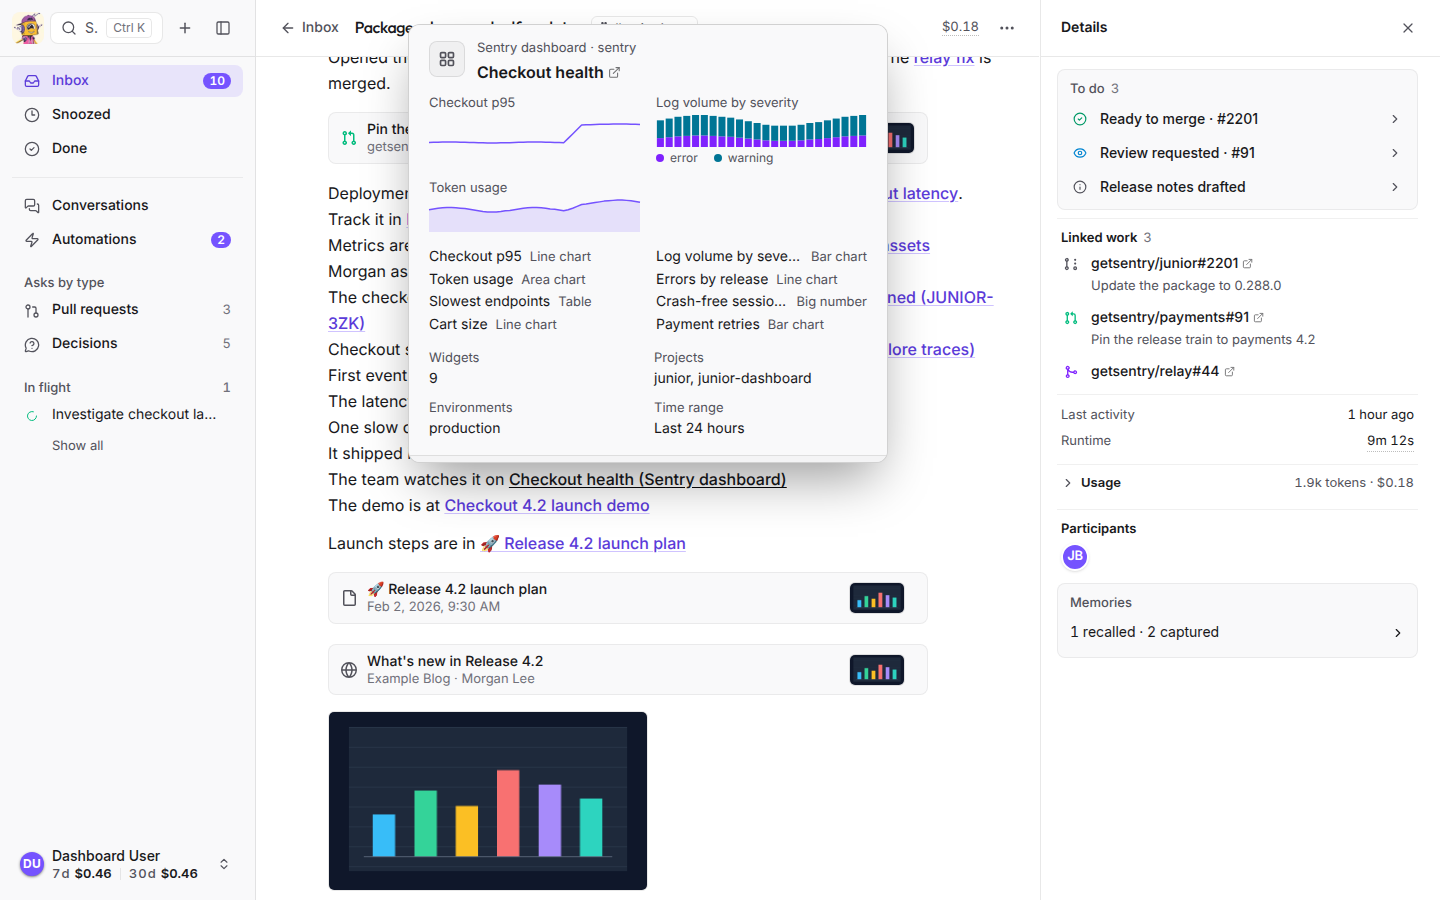 S.
Ctrl K
Inbox
10
Snoozed
Done
Conversations
Automations
2
Asks by type
Pull requests
3
Decisions
5
In flight
1
Investigate checkout la...
Show all
DU
Dashboard User
7d $0.46
30d $0.46
Inbox
Package
$0.18
Opened
relay fix is
merged.
Pin the
getsen
Sentry dashboard · sentry
Checkout health
Checkout p95
Log volume by severity
error
warning
Token usage
Checkout p95 Line chart
Log volume by seve... Bar chart
Token usage Area chart
Errors by release Line chart
Slowest endpoints Table
Crash-free sessio... Big number
Cart size Line chart
Payment retries Bar chart
Widgets
9
Projects
junior, junior-dashboard
Environments
production
Time range
Last 24 hours
Deploymen
ut latency.
Track it in
Metrics are
assets
Morgan as
The check
ned (JUNIOR-
3ZK)
Checkout s
lore traces)
First event
The latenc
One slow
It shipped
The team watches it on Checkout health (Sentry dashboard)
The demo is at Checkout 4.2 launch demo
Launch steps are in 🚀 Release 4.2 launch plan
🚀 Release 4.2 launch plan
Feb 2, 2026, 9:30 AM
What's new in Release 4.2
Example Blog · Morgan Lee
Details
To do 3
Ready to merge · #2201
Review requested · #91
Release notes drafted
Linked work 3
getsentry/junior#2201
Update the package to 0.288.0
getsentry/payments#91
Pin the release train to payments 4.2
getsentry/relay#44
Last activity
1 hour ago
Runtime
9m 12s
Usage
1.9k tokens · $0.18
Participants
JB
Memories
1 recalled · 2 captured